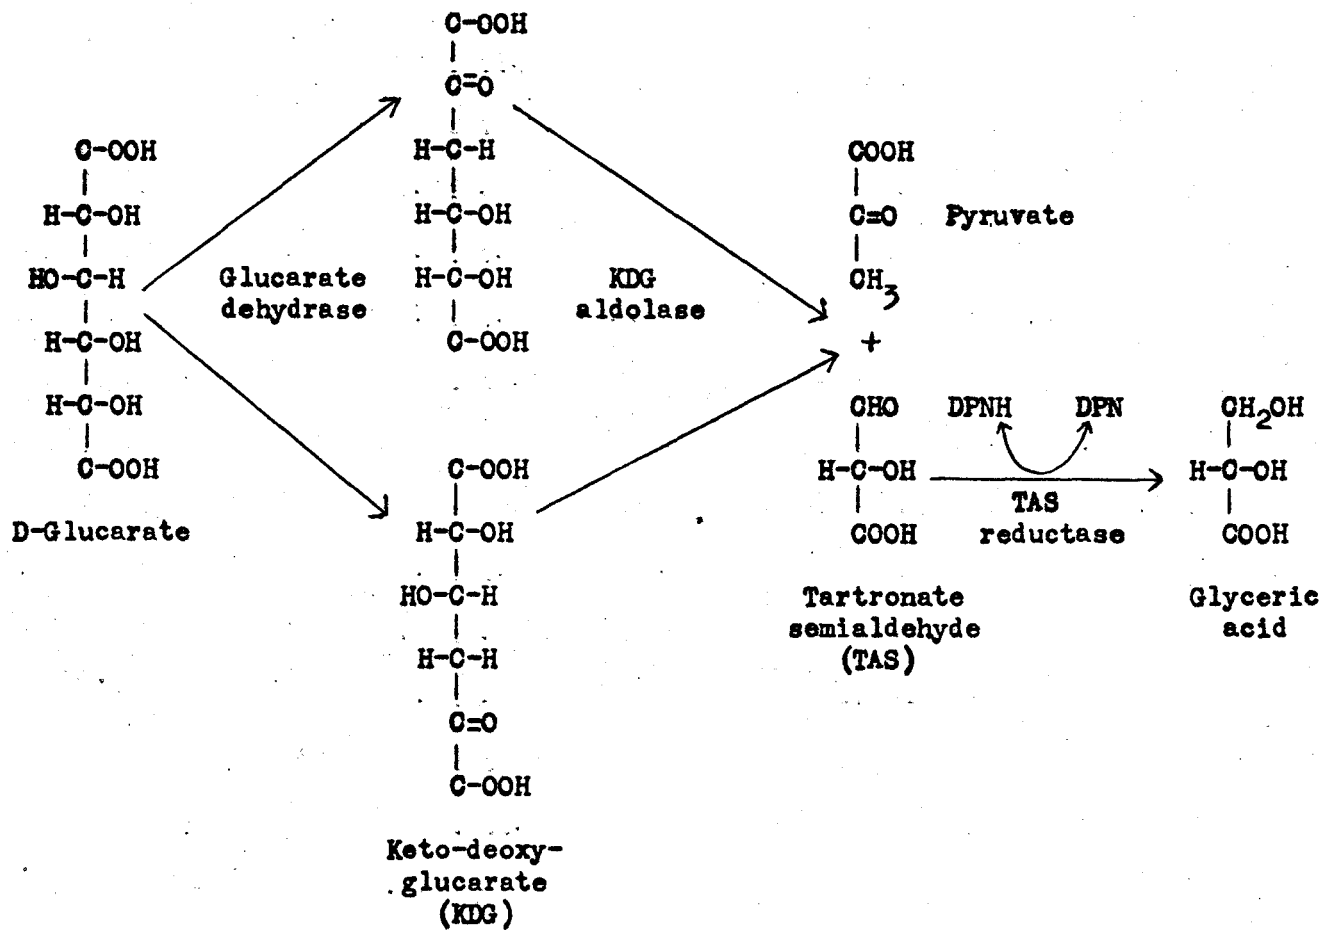 C-OOH
H-C-OH
HO-C-H
H-C-OH
H-C-OH
C-OOH
D-Glucarate
Glucarate
dehydrase
C-OOH
C=O
H-C-H
H-C-OH
H-C-OH
C-OOH
C-OOH
H-C-OH
HO-C-H
H-C-H
C=O
C-OOH
Keto-deoxy-
glucarate
(KDG)
KDG
aldolase
COOH
C=O Pyruvate
CH3
+
CHO
H-C-OH
COOH
Tartronate
semialdehyde
(TAS)
DPNH DPN
TAS
reductase
CH2OH
H-C-OH
COOH
Glyceric
acid